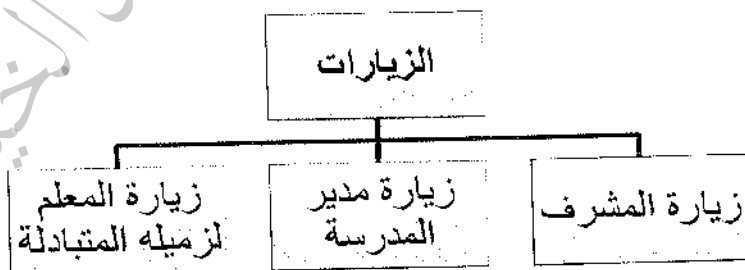 الزيارات
زيارة المشرف
زيارة مدير
المدرسة
زيارة المعلم
لزميله المتبادلة